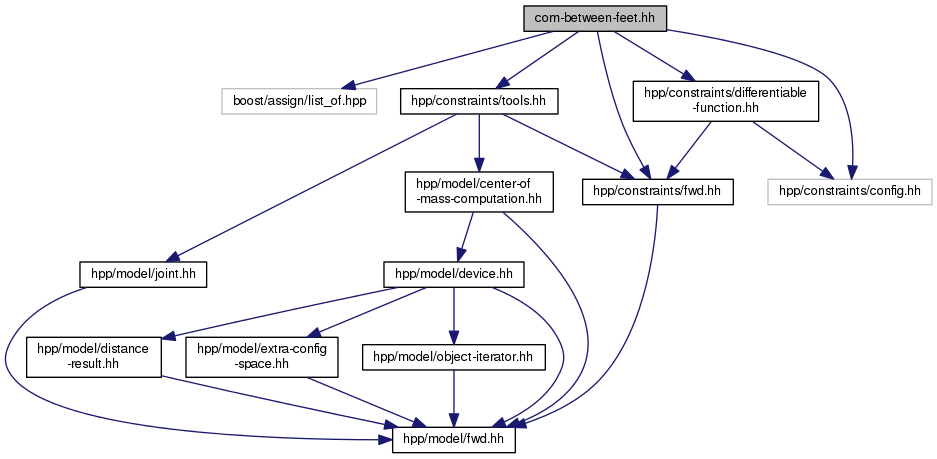 com-between-feet.hh
boost/assign/list_of.hpp
hpp/constraints/tools.hh
hpp/constraints/differentiable
-function.hh
hpp/model/center-of
-mass-computation.hh
hpp/constraints/fwd.hh
hpp/constraints/config.hh
hpp/model/joint.hh
hpp/model/device.hh
hpp/model/distance
-result.hh
hpp/model/extra-config
-space.hh
hpp/model/object-iterator.hh
hpp/model/fwd.hh